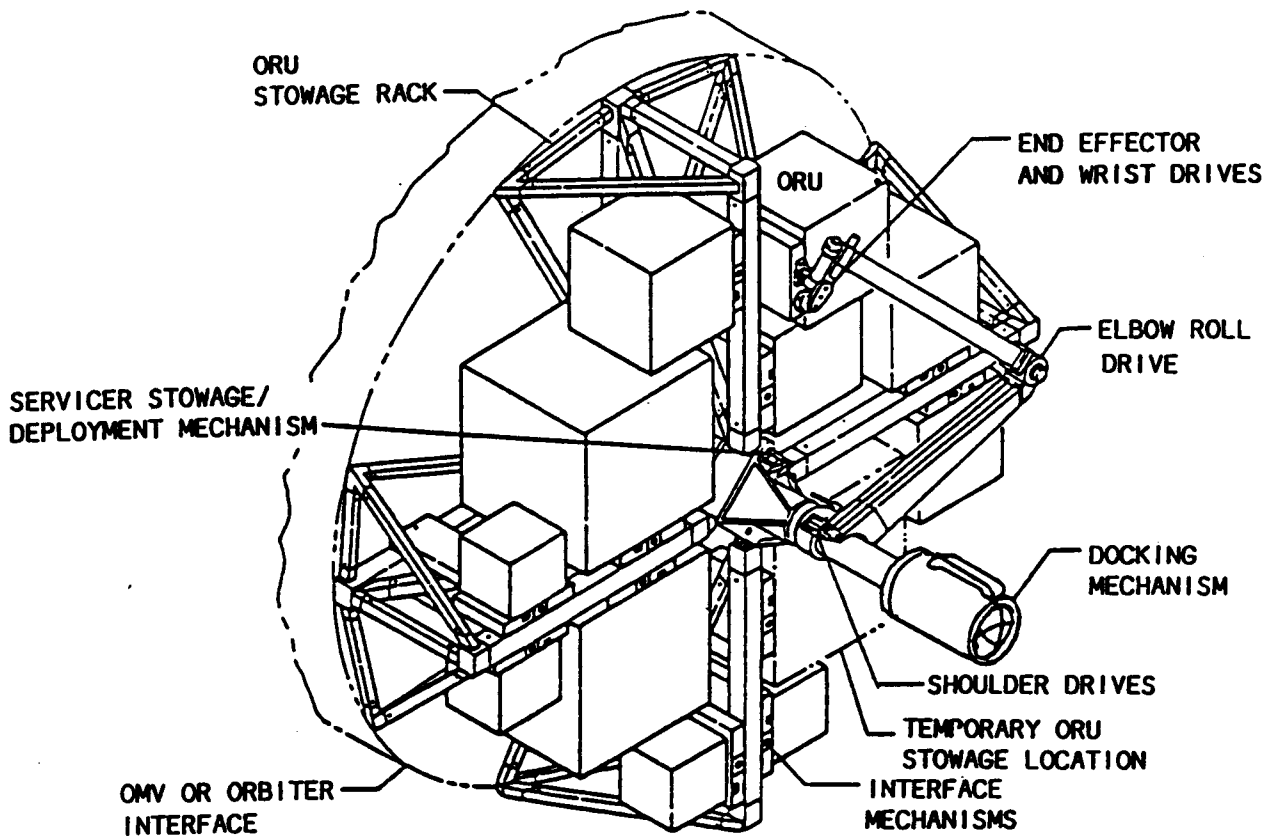 ORU
STOWAGE RACK
ORU
END EFFECTOR
AND WRIST DRIVES
ELBOW ROLL
DRIVE
SERVICER STOWAGE/
DEPLOYMENT MECHANISM
DOCKING
MECHANISM
SHOULDER DRIVES
TEMPORARY ORU
STOWAGE LOCATION
INTERFACE
MECHANISMS
OMV OR ORBITER
INTERFACE